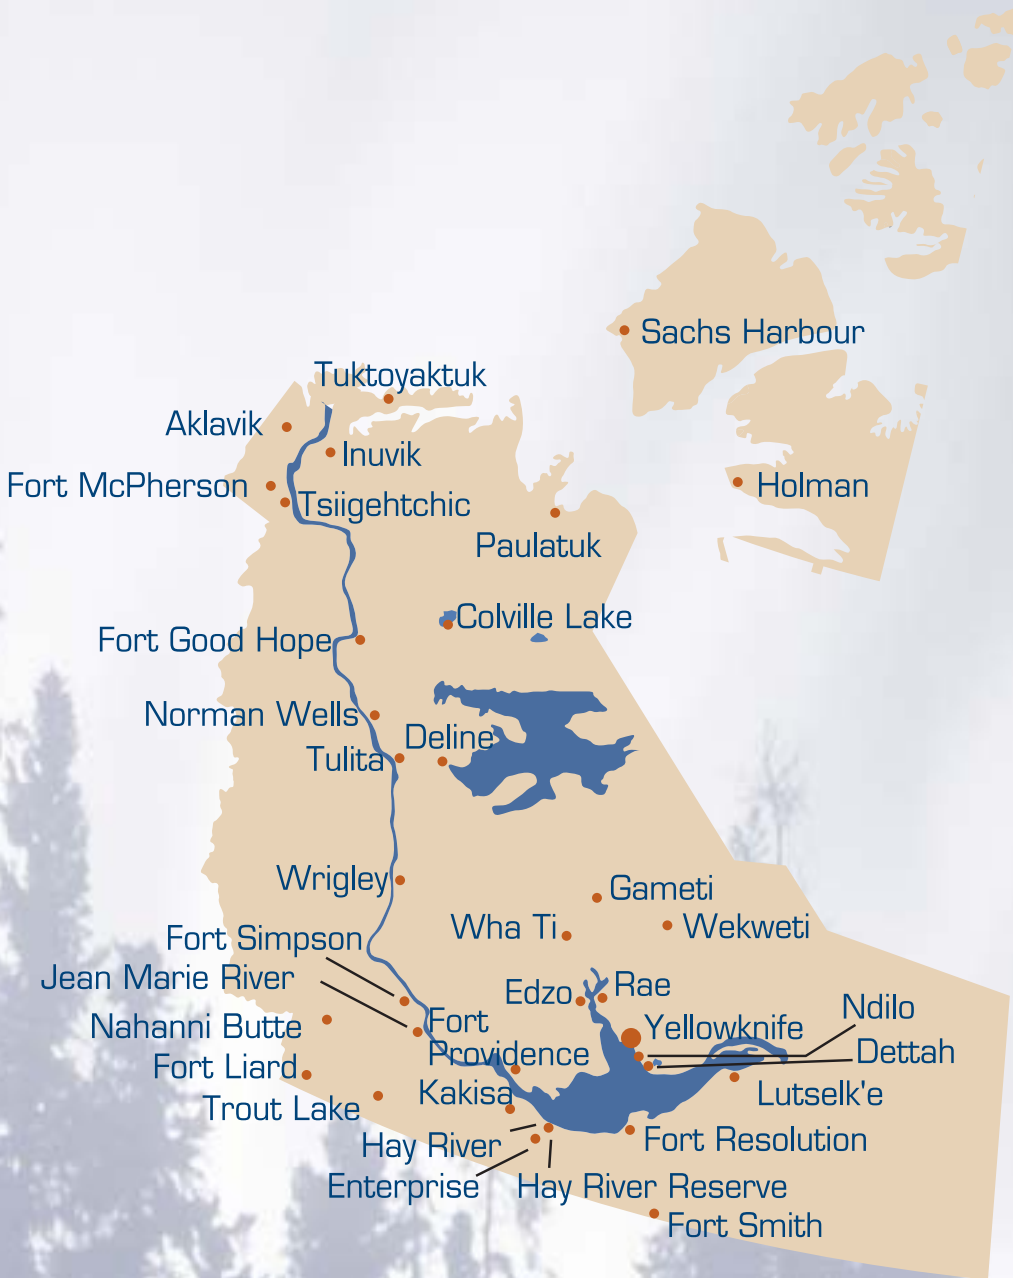 Sachs Harbour
Tuktoyaktuk
Aklavik
Inuvik
Fort McPherson
Holman
Tsiigehtchic
Paulatuk
Colville Lake
Fort Good Hope
Norman Wells
Deline
Tulita
Wrigley
Gameti
Wha Ti
Wekweti
Fort Simpson
Jean Marie River
Edzo
Rae
Ndilo
Nahanni Butte
Fort
Providence
Yellowknife
Dettah
Fort Liard
Kakisa
Lutselk'e
Trout Lake
Hay River
Fort Resolution
Enterprise
Hay River Reserve
Fort Smith